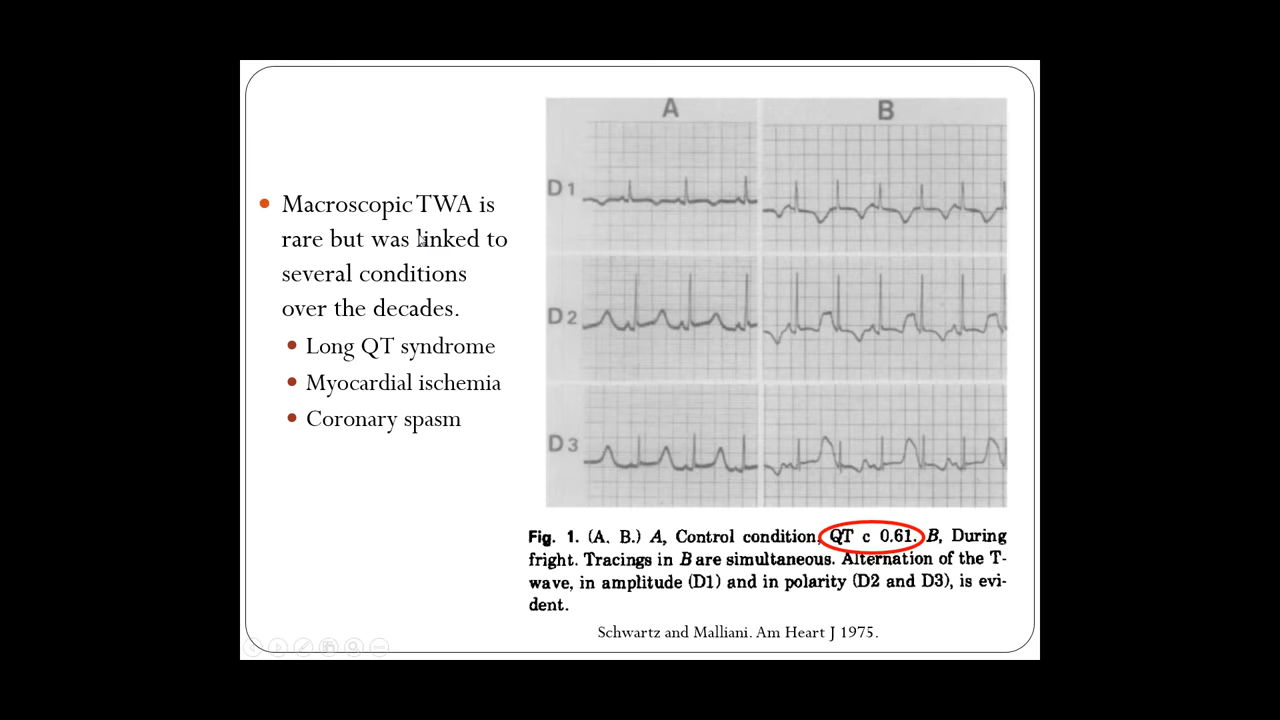 Macroscopic TWA is
rare but was linked to
several conditions
over the decades.
Long QT syndrome
Myocardial ischemia
Coronary spasm
A
B
D1
D2
D3
Fig. 1. (A. B.) A, Control condition, QT c 0.61. B, During
fright. Tracings in B are simultaneous. Alternation of the T-
wave, in amplitude (D1) and in polarity (D2 and D3), is evi-
dent.
Schwartz and Malliani. Am Heart J 1975.